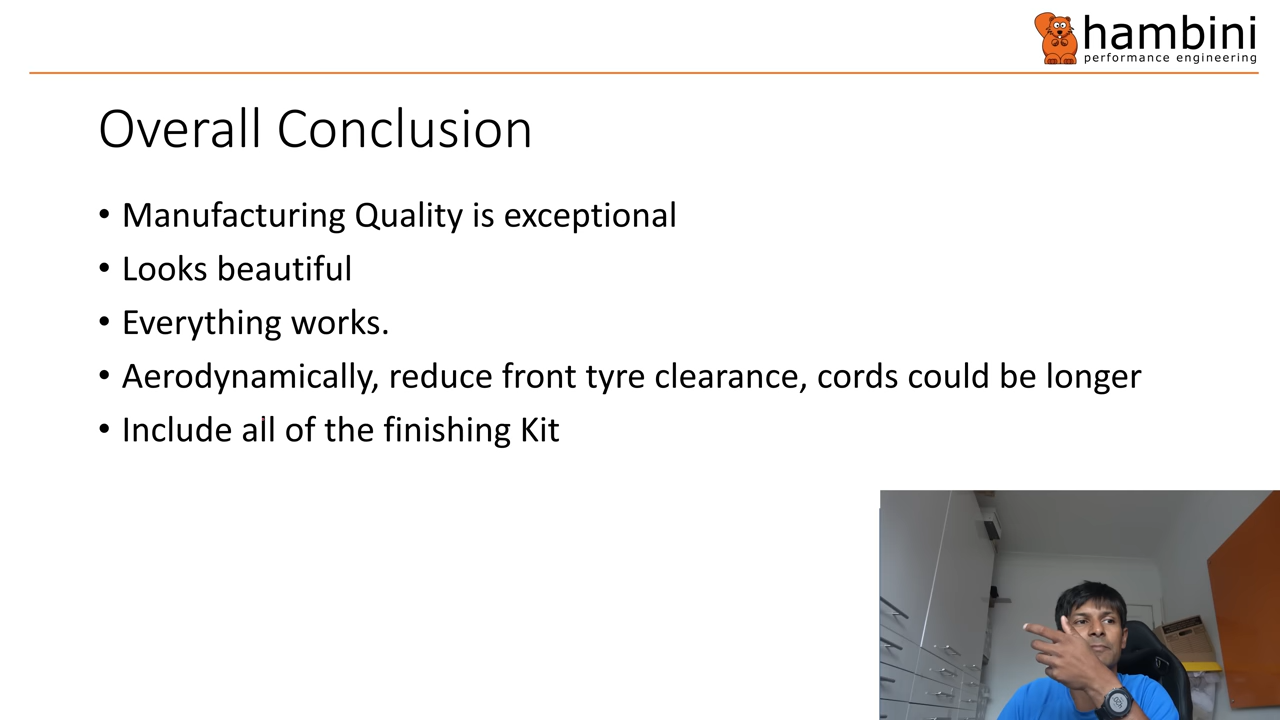 hambini
performance engineering
Overall Conclusion
• Manufacturing Quality is exceptional
• Looks beautiful
• Everything works.
• Aerodynamically, reduce front tyre clearance, cords could be longer
• Include all of the finishing Kit